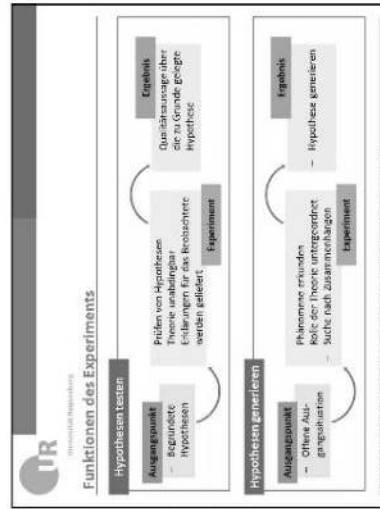 UR
Universität Regensburg
Funktionen des Experiments
Hypothesen testen
Ausgangspunkt
– Begründete
Hypothesen
Prüfen von Hypothesen
Theorie unabdingbar
Erklärungen für das Beobachtete
werden geliefert
Experiment
Ergebnis
Qualitätsaussage über
die zu Grunde gelegte
Hypothese
Hypothesen generieren
Ausgangspunkt
– Offene Aus-
gangssituation
Phänomene erkunden
Rolle der Theorie untergeordnet
– Suche nach Zusammenhängen
Experiment
Ergebnis
– Hypothese generieren